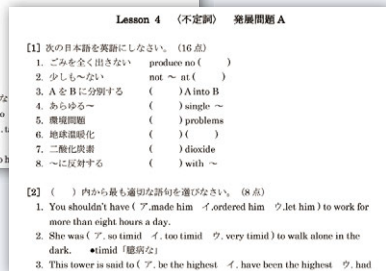 Lesson 4 〈不定詞〉 発展問題A
[1] 次の日本語を英語にしなさい。(16点)
1. ごみを全く出さない produce no ( )
2. 少しも~ない not ~ at ( )
3. AをBに分別する ( ) A into B
4. あらゆる~ ( ) single ~
5. 環境問題 ( ) problems
6. 地球温暖化 ( ) ( )
7. 二酸化炭素 ( ) dioxide
8. ~に反対する ( ) with ~
[2] ( ) 内から最も適切な語句を選びなさい。(8点)
1. You shouldn't have ( ア. made him イ. ordered him ウ. let him ) to work for
more than eight hours a day.
2. She was ( ア. so timid イ. too timid ウ. very timid ) to walk alone in the
dark. ●timid「臆病な」
3. This tower is said to ( ア. be the highest イ. have been the highest ウ. had